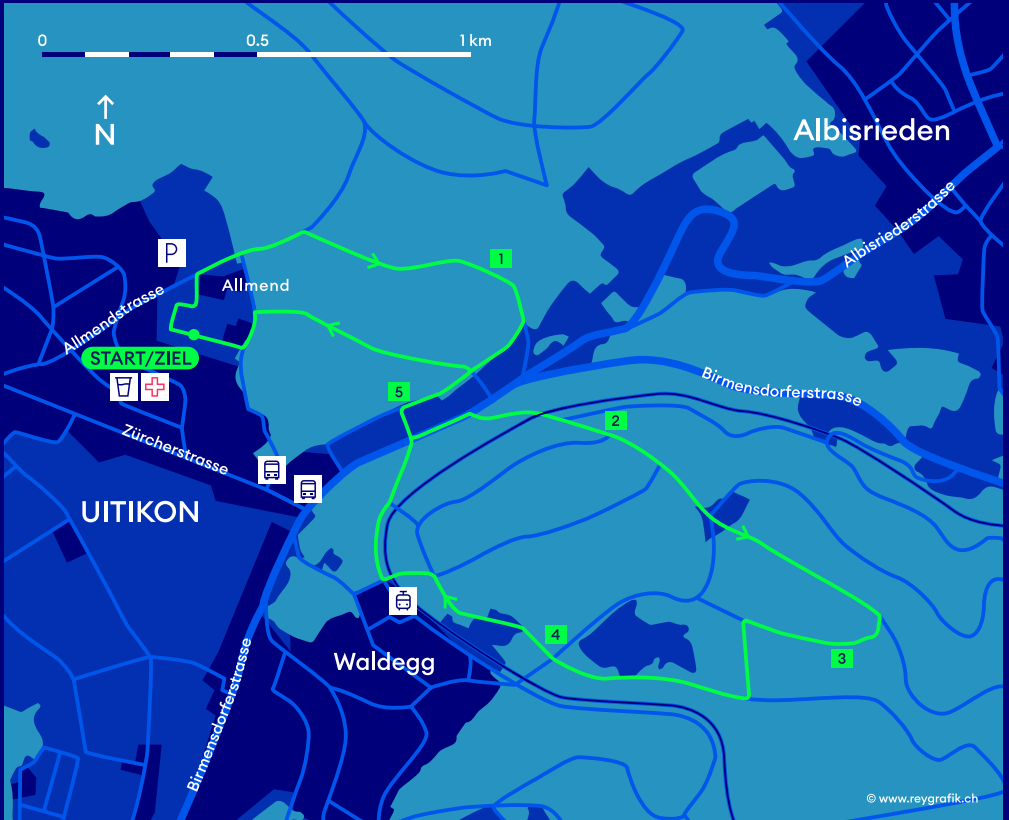 0 0.5 1 km
N
Albisrieden
Albisriederstrasse
P
1
Allmend
Allmendstrasse
START/ZIEL
Birmensdorferstrasse
5
2
Zürcherstrasse
UITIKON
4
3
Waldegg
Birmensdorferstrasse
© www.reygrafik.ch